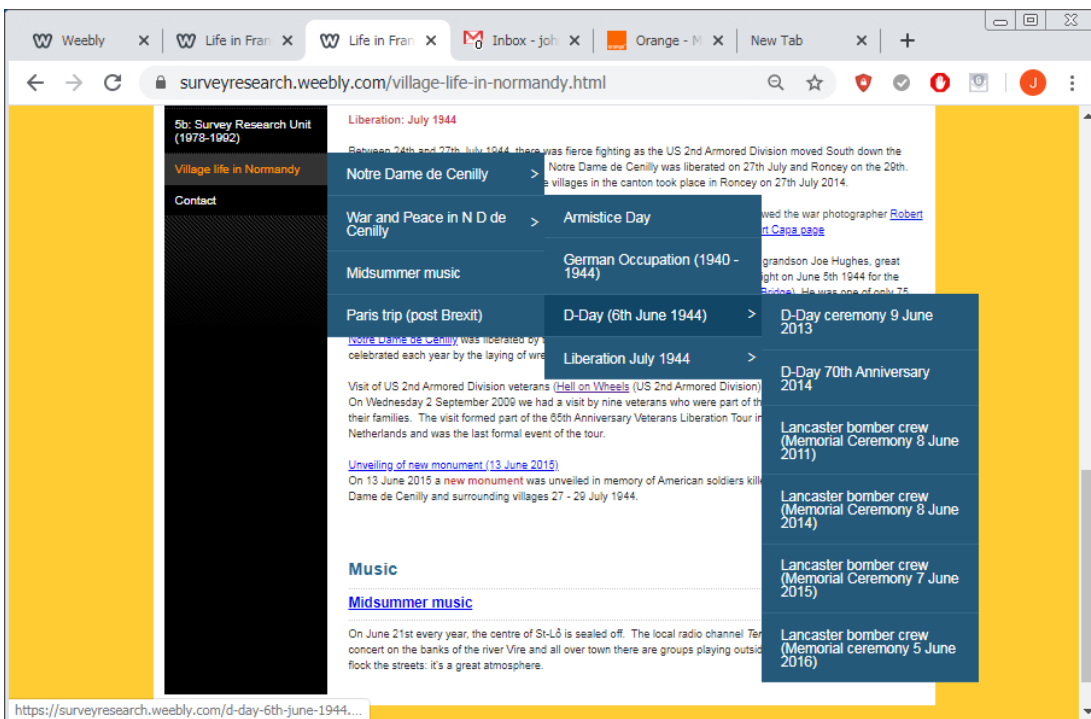 Weebly
Life in Fran
Life in Fran
Inbox - joh
Orange - M
New Tab
surveyresearch.weebly.com/village-life-in-normandy.html
J
5b: Survey Research Unit
(1978-1992)
Village life in Normandy
Contact
Liberation: July 1944
Between 24th and 27th July 1944, there was fierce fighting as the US 2nd Armored Division moved South down the
Notre Dame de Cenilly was liberated on 27th July and Roncey on the 29th.
villages in the canton took place in Roncey on 27th July 2014.
Notre Dame de Cenilly >
War and Peace in N D de
Cenilly >
Midsummer music
Paris trip (post Brexit)
Armistice Day
German Occupation (1940 -
1944)
D-Day (6th June 1944) >
Liberation July 1944 >
wed the war photographer Robert
rt Capa page
grandson Joe Hughes, great
ight on June 5th 1944 for the
Bridge). He was one of only 75
D-Day ceremony 9 June
2013
D-Day 70th Anniversary
2014
Lancaster bomber crew
(Memorial Ceremony 8 June
2011)
Lancaster bomber crew
(Memorial Ceremony 8 June
2014)
Lancaster bomber crew
(Memorial Ceremony 7 June
2015)
Lancaster bomber crew
(Memorial ceremony 5 June
2016)
Notre Dame de Cenilly was liberated by
celebrated each year by the laying of wre
Visit of US 2nd Armored Division veterans (Hell on Wheels (US 2nd Armored Division)
On Wednesday 2 September 2009 we had a visit by nine veterans who were part of th
their families. The visit formed part of the 65th Anniversary Veterans Liberation Tour in
Netherlands and was the last formal event of the tour.
Unveiling of new monument (13 June 2015)
On 13 June 2015 a new monument was unveiled in memory of American soldiers kille
Dame de Cenilly and surrounding villages 27 - 29 July 1944.
Music
Midsummer music
On June 21st every year, the centre of St-Lô is sealed off. The local radio channel Ten
concert on the banks of the river Vire and all over town there are groups playing outsid
flock the streets: it's a great atmosphere.
https://surveyresearch.weebly.com/d-day-6th-june-1944....